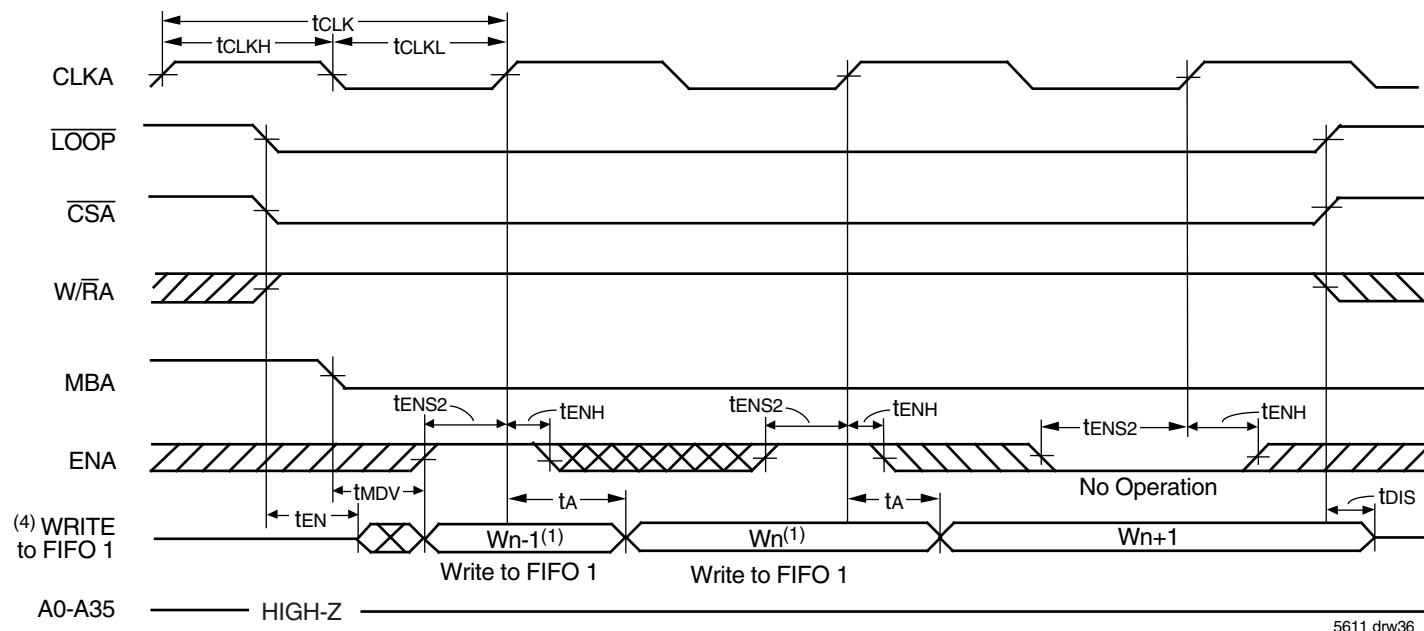 tCLK
tCLKH
tCLKL
CLKA
LOOP
CSA
W/RA
MBA
tENS2
tENH
tENS2
tENH
tENS2
tENH
ENA
No Operation
tMDV
tEN
tA
tA
tDIS
(4) WRITE
to FIFO 1
Wn-1(1)
Wn(1)
Wn+1
Write to FIFO 1
Write to FIFO 1
A0-A35
HIGH-Z
5611 drw36